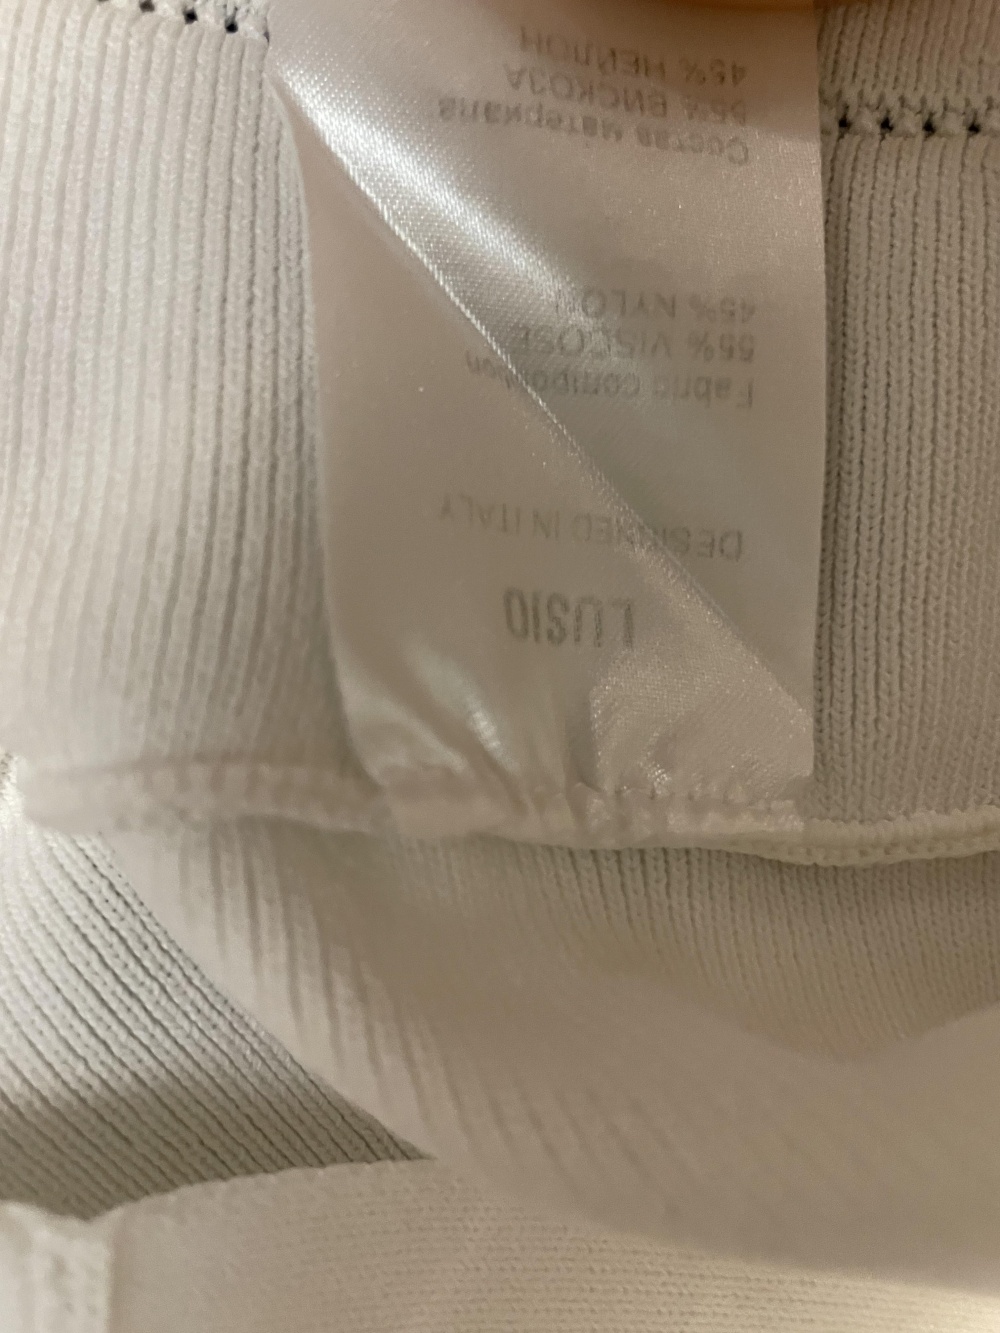 LUSIO
DESIGNED IN ITALY
Fabric composition
55% VISCOSE
45% NYLON
Состав материала
55% ВИСКОЗА
45% НЕЙЛОН